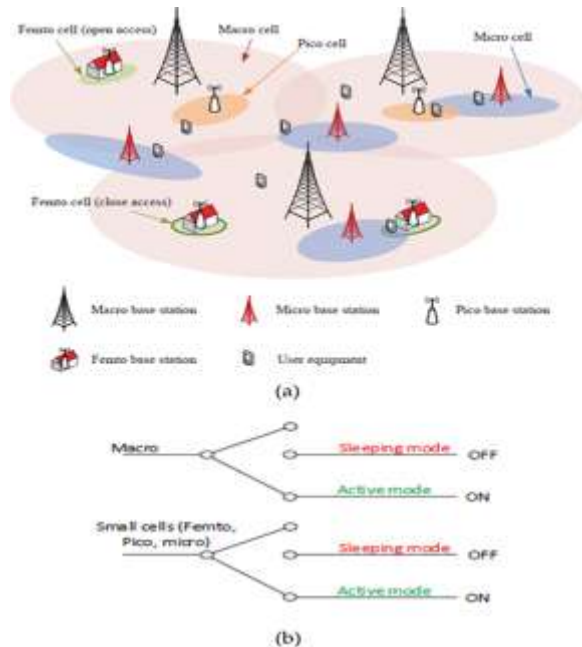 Femto cell (open access)
Macro cell
Pico cell
Micro cell
Femto cell (close access)
Macro base station
Micro base station
Pico base station
Femto base station
User equipment
(a)
Macro
Sleeping mode OFF
Active mode ON
Small cells (Femto,
Pico, micro)
Sleeping mode OFF
Active mode ON
(b)